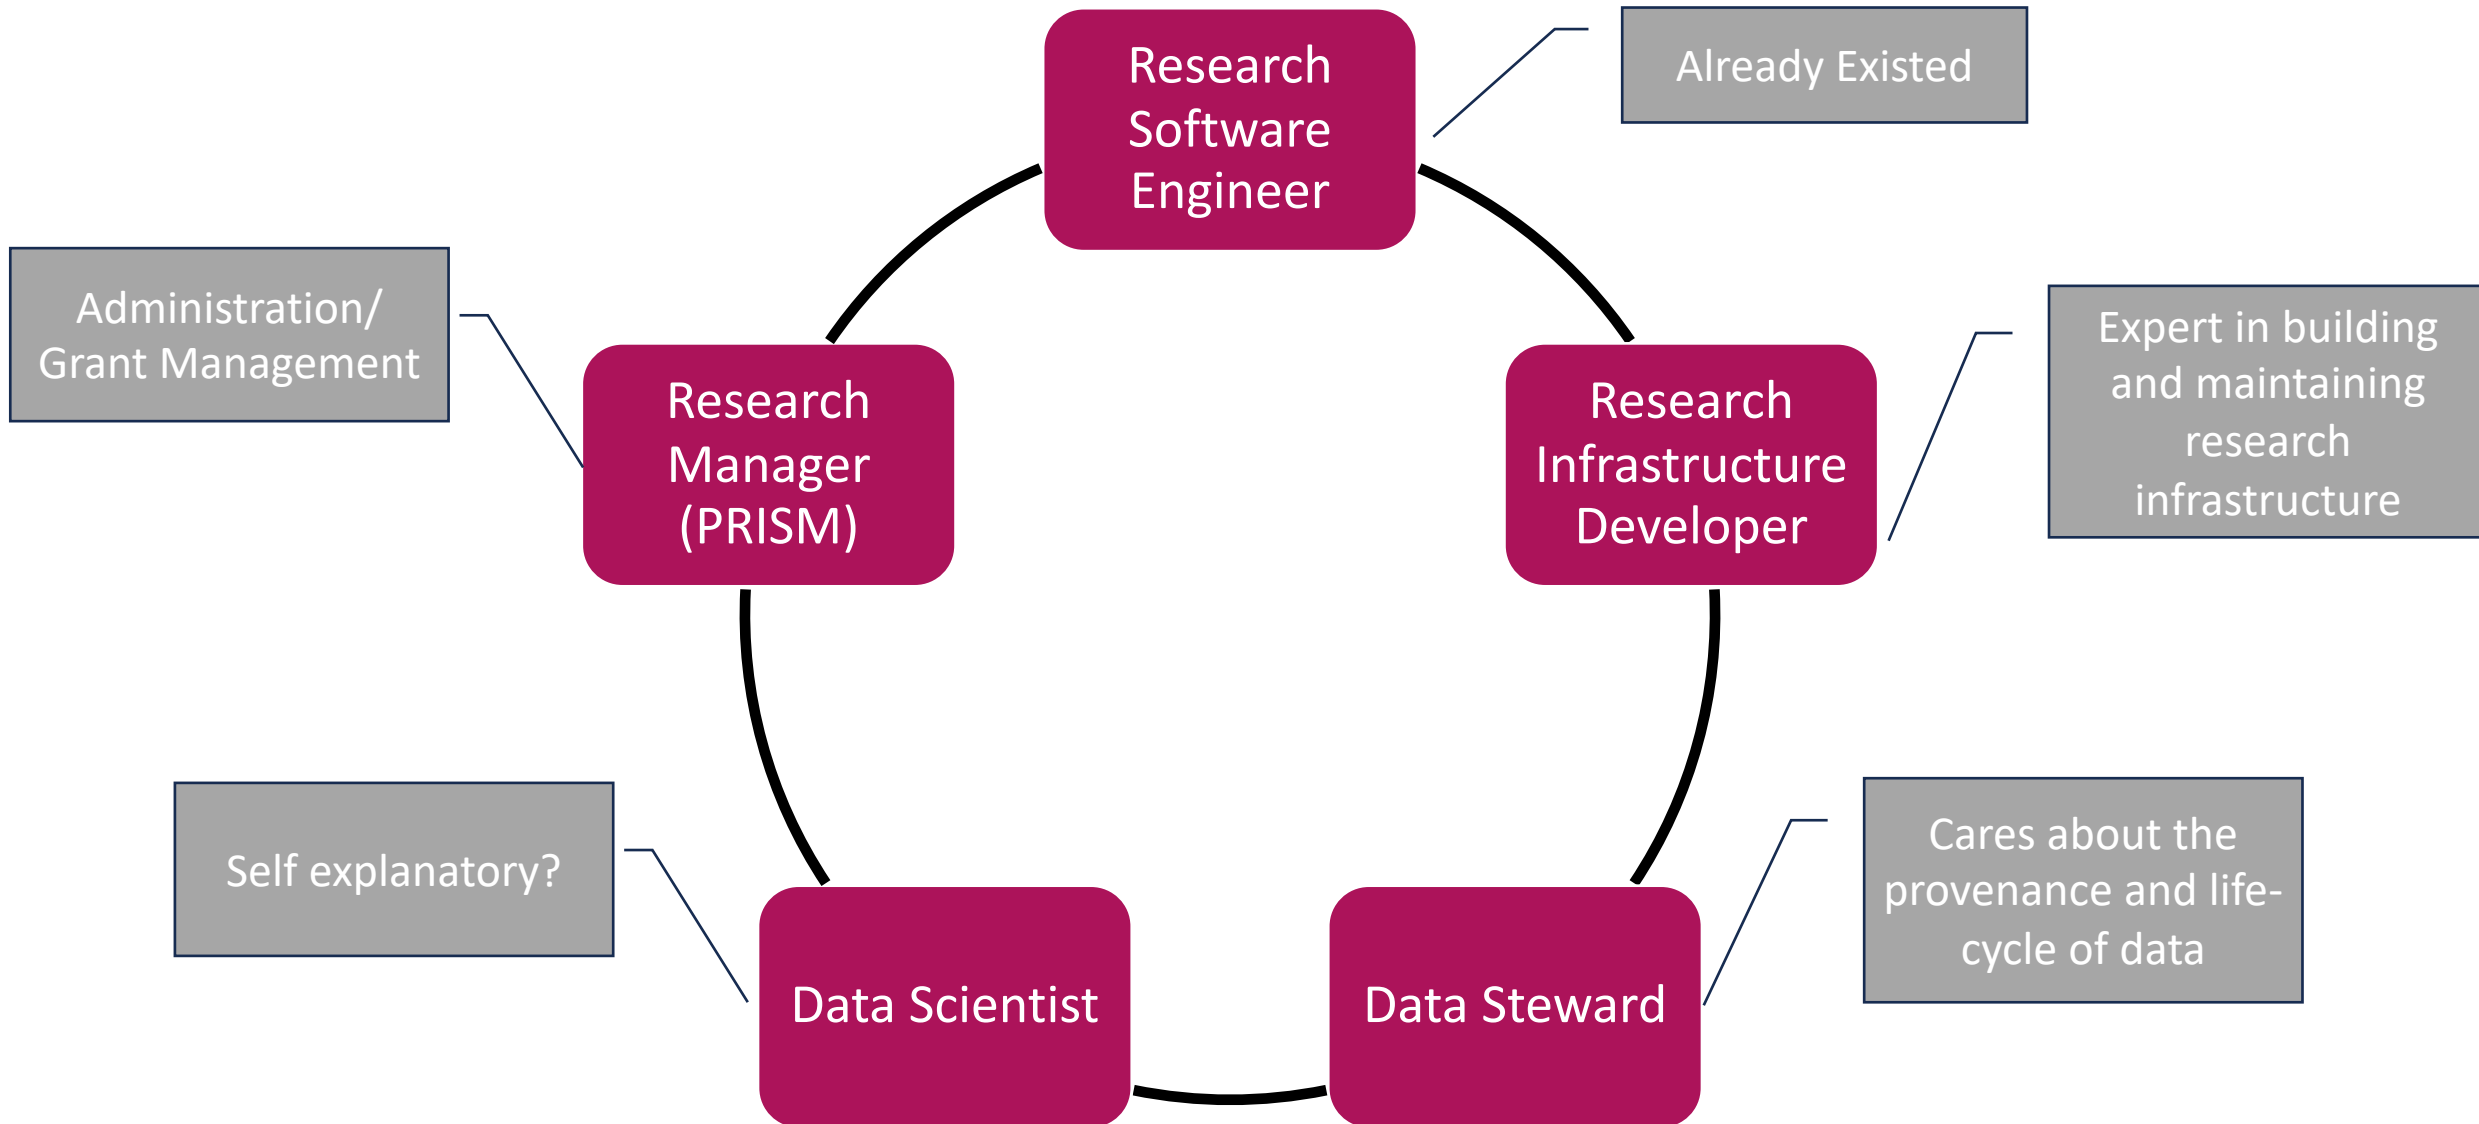 Research
Software
Engineer
Already Existed
Administration/
Grant Management
Research
Manager
(PRISM)
Research
Infrastructure
Developer
Expert in building
and maintaining
research
infrastructure
Self explanatory?
Data Scientist
Data Steward
Cares about the
provenance and life-
cycle of data